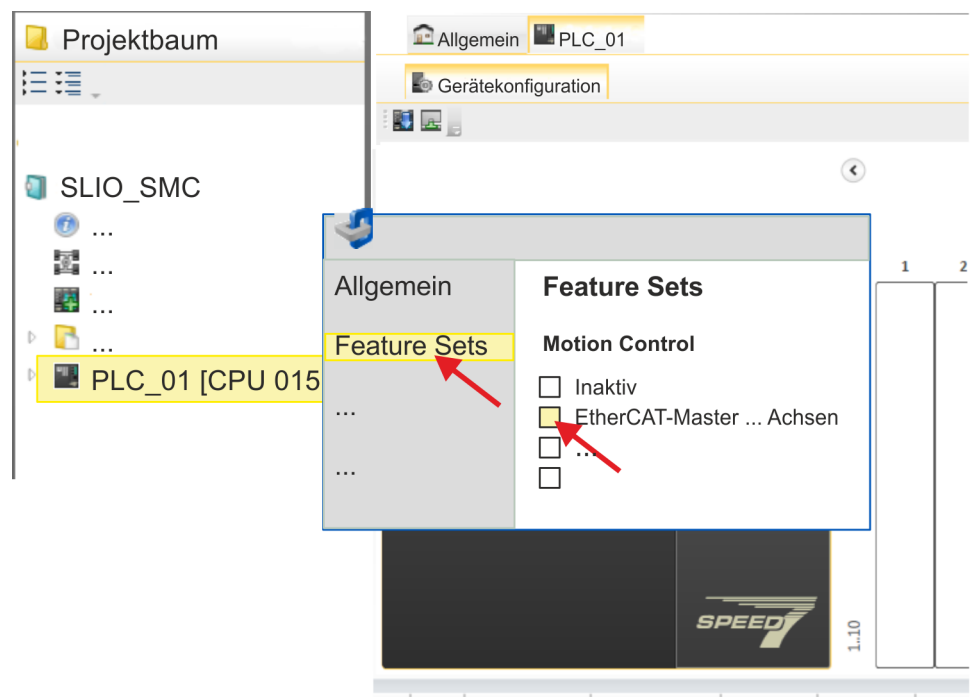 Projektbaum
SLIO_SMC
...
...
...
...
PLC_01 [CPU 015
Allgemein
PLC_01
Gerätekonfiguration
Allgemein
Feature Sets
...
...
Feature Sets
Motion Control
Inaktiv
EtherCAT-Master ... Achsen
...
1
2
SPEED7
1..10